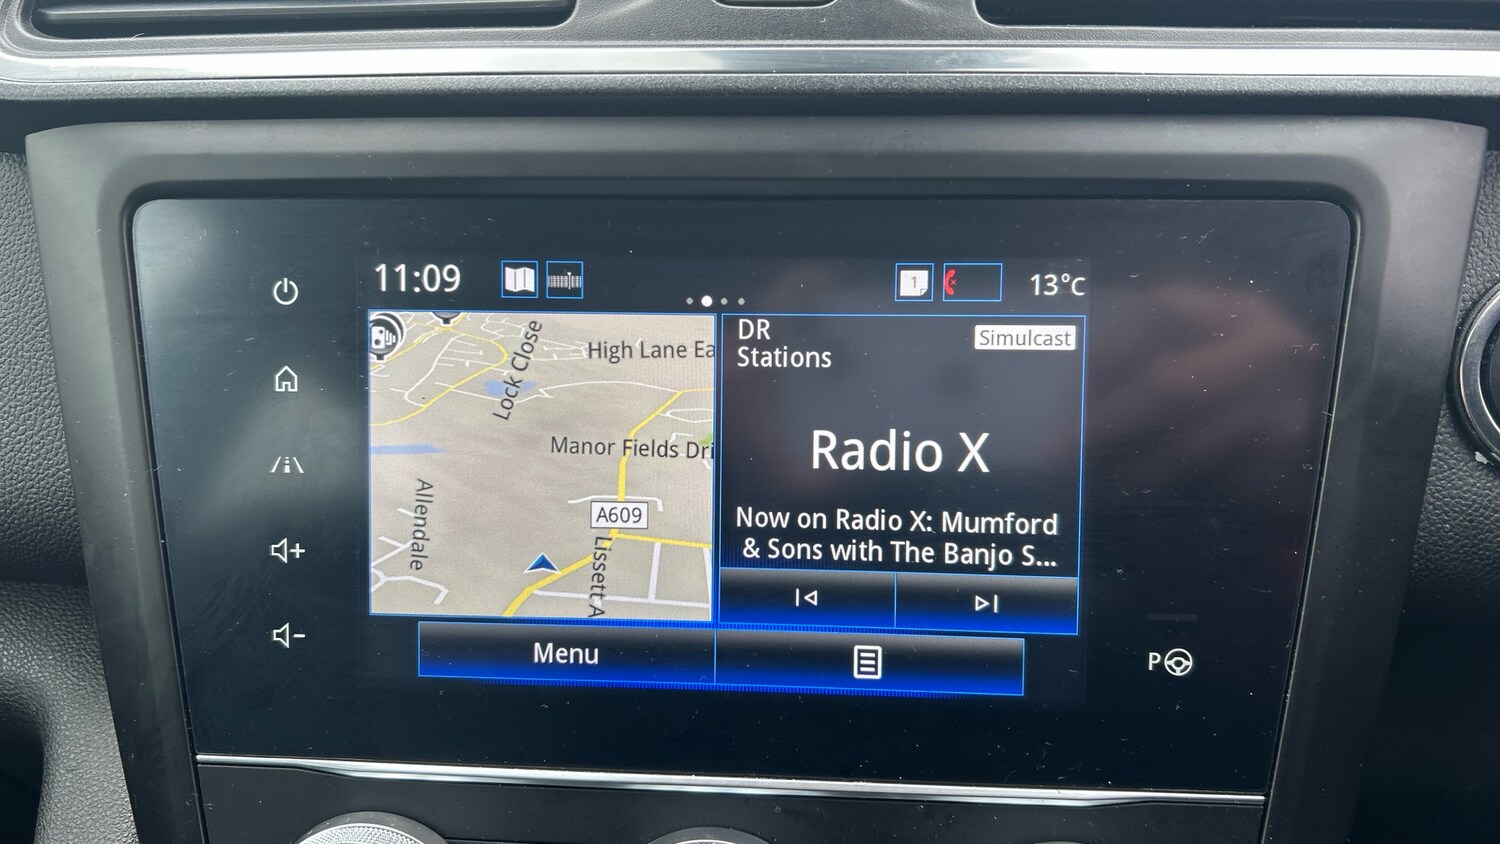 11:09
1
13°C
Lock Close
High Lane Ea
Manor Fields Dri
Allendale
A609
Lissett A
DR
Stations
Simulcast
Radio X
Now on Radio X: Mumford
& Sons with The Banjo S...
Menu
P